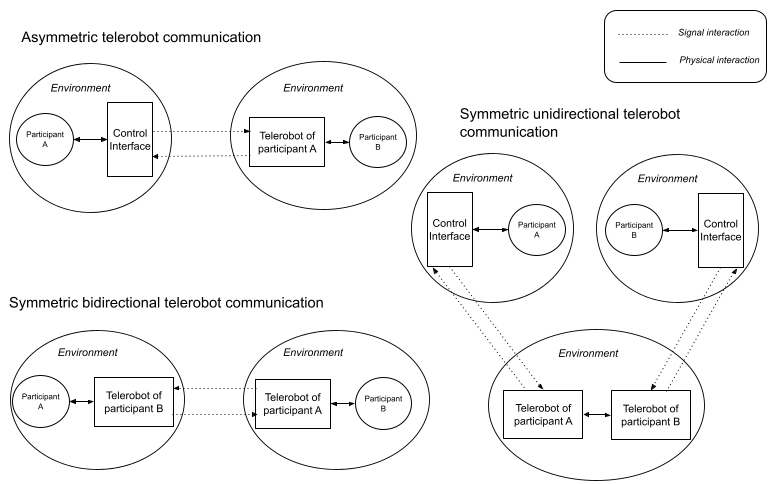 Signal interaction
Physical interaction
Asymmetric telerobot communication
Environment
Participant
A
Control
Interface
Environment
Telerobot of
participant A
Participant
B
Symmetric unidirectional telerobot
communication
Environment
Control
Interface
Participant
A
Environment
Participant
B
Control
Interface
Environment
Telerobot of
participant A
Telerobot of
participant B
Symmetric bidirectional telerobot communication
Environment
Participant
A
Telerobot of
participant B
Environment
Telerobot of
participant A
Participant
B